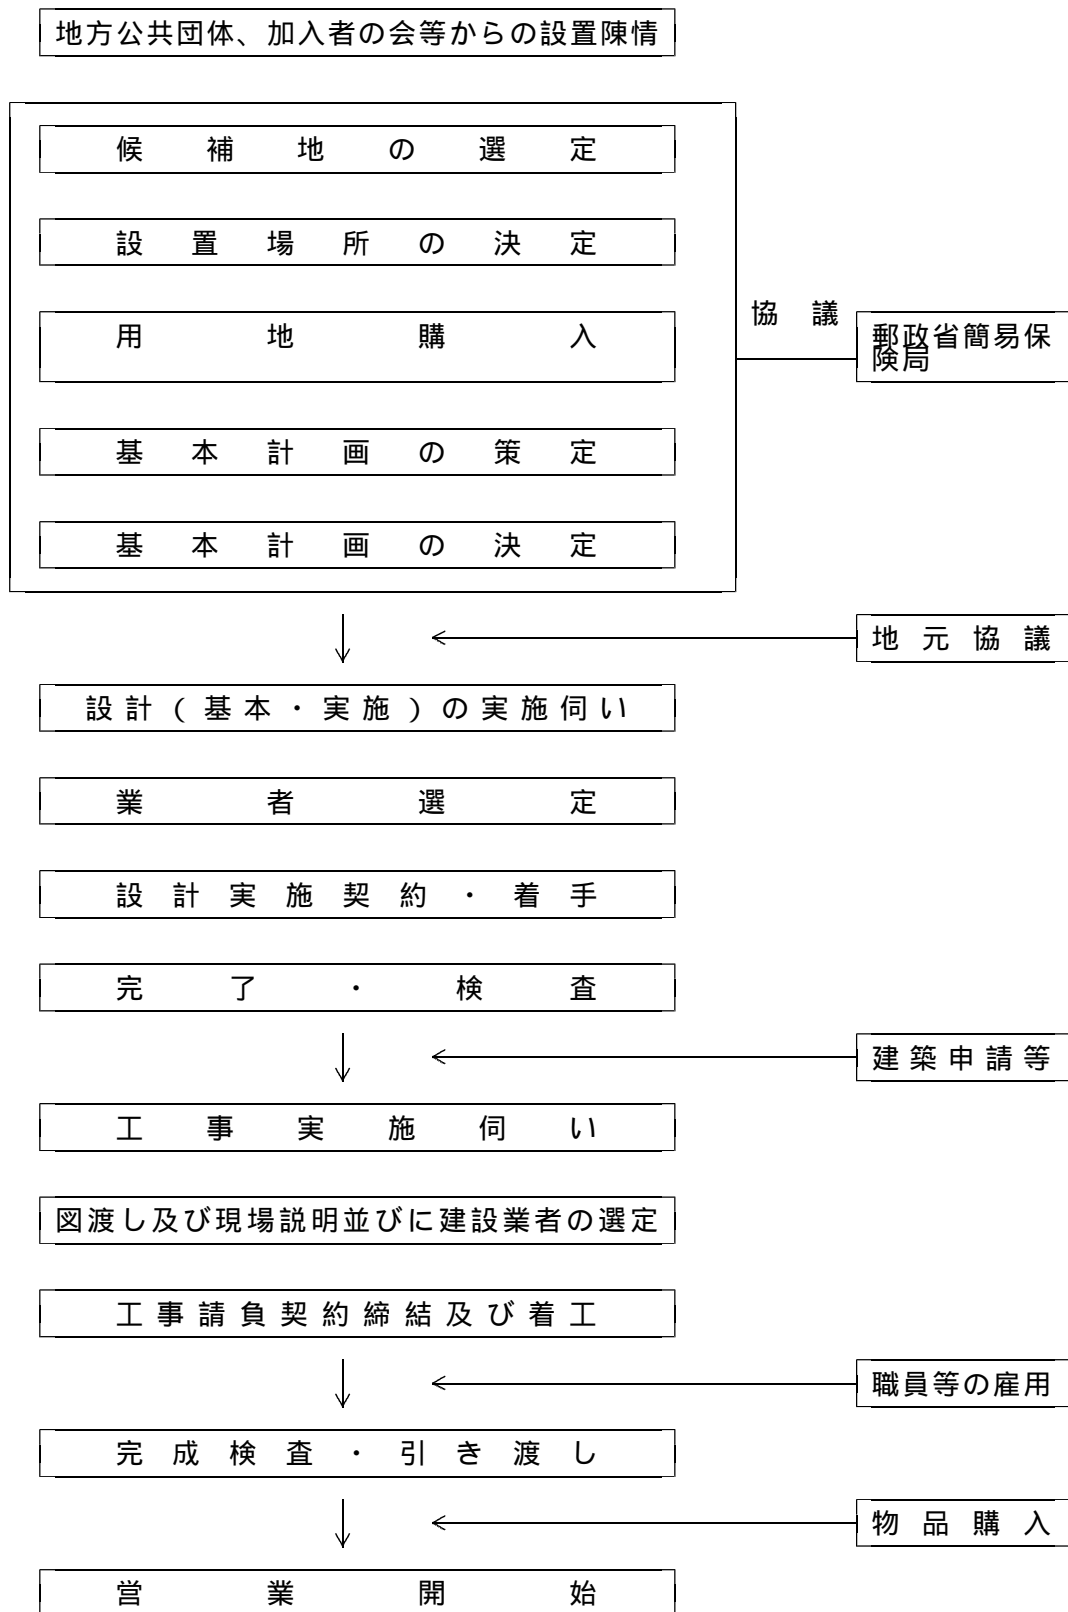 地方公共団体、加入者の会等からの設置陳情
候補地の選定
設置場所の決定
用地購入
協議
郵政省簡易保
険局
基本計画の策定
基本計画の決定
地元協議
設計(基本・実施)の実施伺い
業者選定
設計実施契約・着手
完了・検査
建築申請等
工事実施伺い
図渡し及び現場説明並びに建設業者の選定
工事請負契約締結及び着工
職員等の雇用
完成検査・引き渡し
物品購入
営業開始